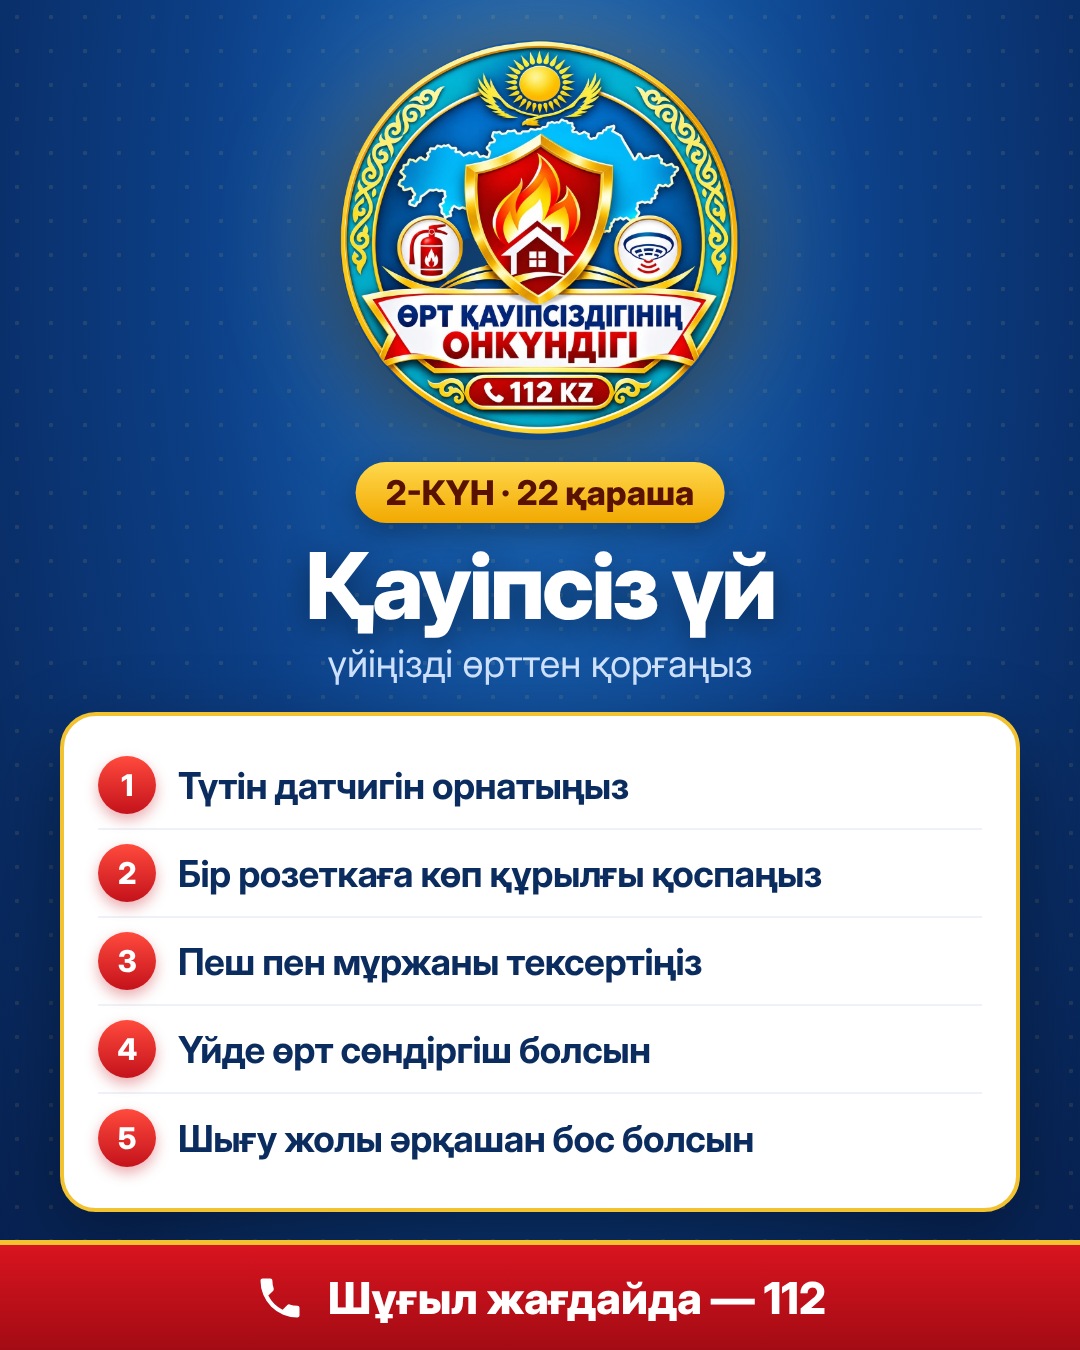 ӨРТ ҚАУІПСІЗДІГІНІҢ
ОНКҮНДІГІ
112 KZ
2-КҮН · 22 қараша
Қауіпсіз үй
үйіңізді өрттен қорғаңыз
1 Түтін датчигін орнатыңыз
2 Бір розеткаға көп құрылғы қоспаңыз
3 Пеш пен мұржаны тексертіңіз
4 Үйде өрт сөндіргіш болсын
5 Шығу жолы әрқашан бос болсын
Шұғыл жағдайда — 112